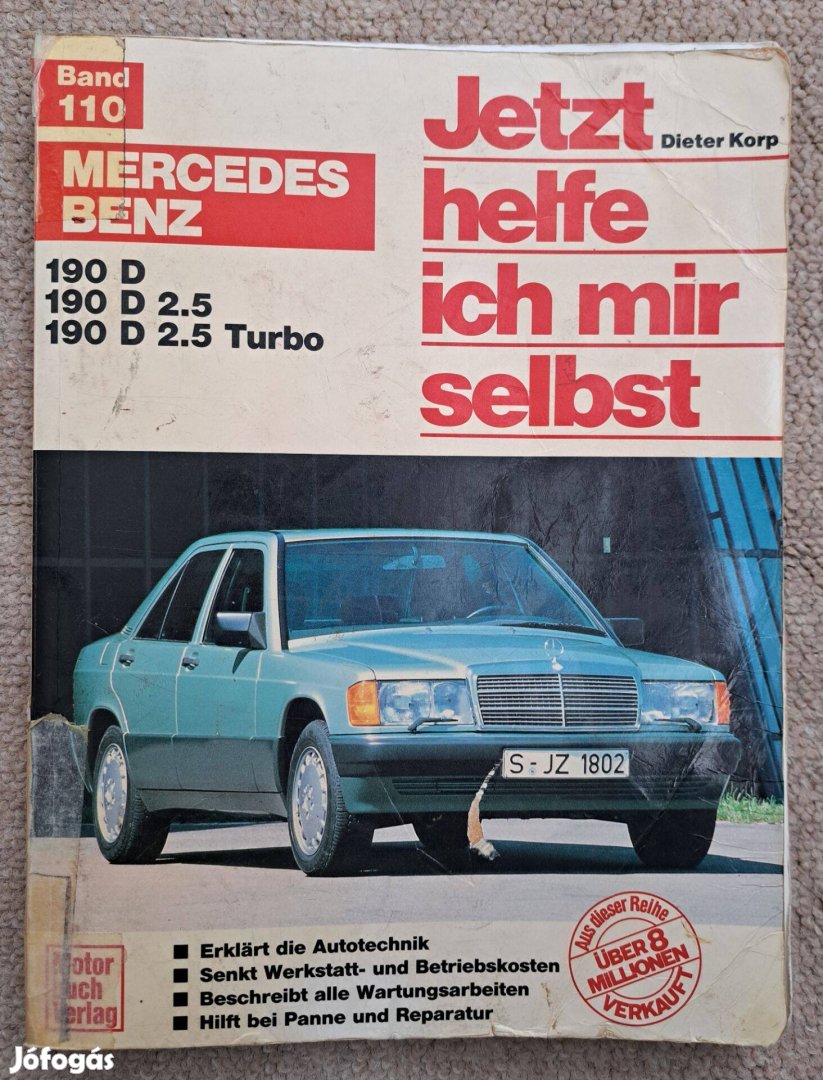 Band
110
MERCEDES
BENZ
190 D
190 D 2.5
190 D 2.5 Turbo
Jetzt
Dieter Korp
helfe
ich mir
selbst
S-JZ 1802
Erklärt die Autotechnik
Senkt Werkstatt- und Betriebskosten
Beschreibt alle Wartungsarbeiten
Hilft bei Panne und Reparatur
Aus dieser Reihe
ÜBER 8
MILLIONEN
VERKAUFT
Motor
buch
Verlag
Jófogás